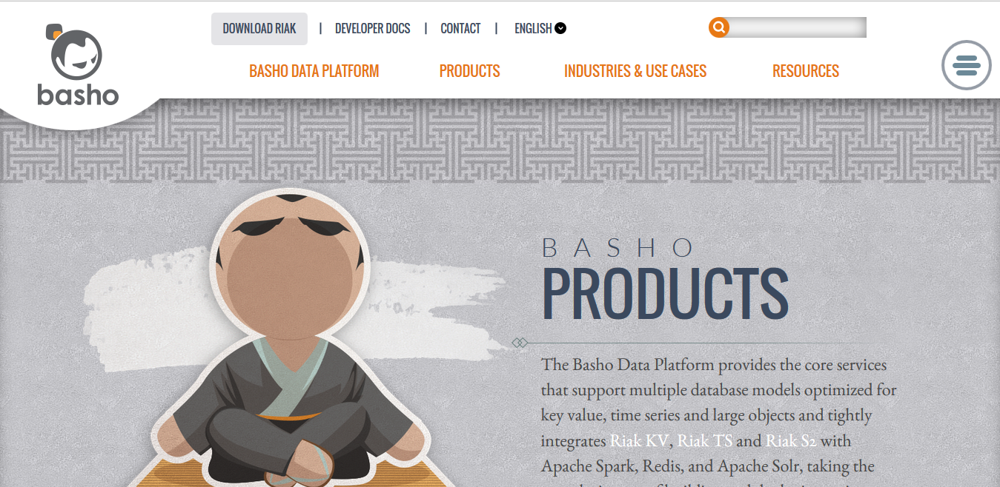 DOWNLOAD RIAK | DEVELOPER DOCS | CONTACT | ENGLISH
basho
BASHO DATA PLATFORM PRODUCTS INDUSTRIES & USE CASES RESOURCES
BASHO
PRODUCTS
The Basho Data Platform provides the core services
that support multiple database models optimized for
key value, time series and large objects and tightly
integrates Riak KV, Riak TS and Riak S2 with
Apache Spark, Redis, and Apache Solr, taking the